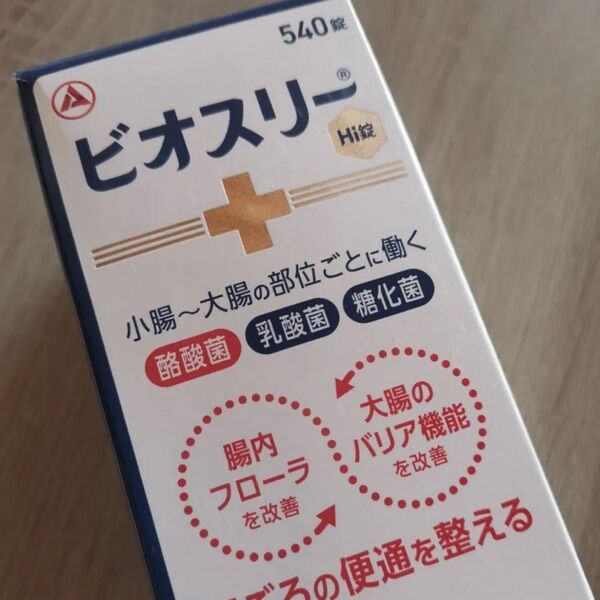 540錠
ビオスリー®
Hi錠
小腸～大腸の部位ごとに働く
酪酸菌 乳酸菌 糖化菌
腸内
フローラ
を改善
大腸の
バリア機能
を改善
ごろの便通を整える